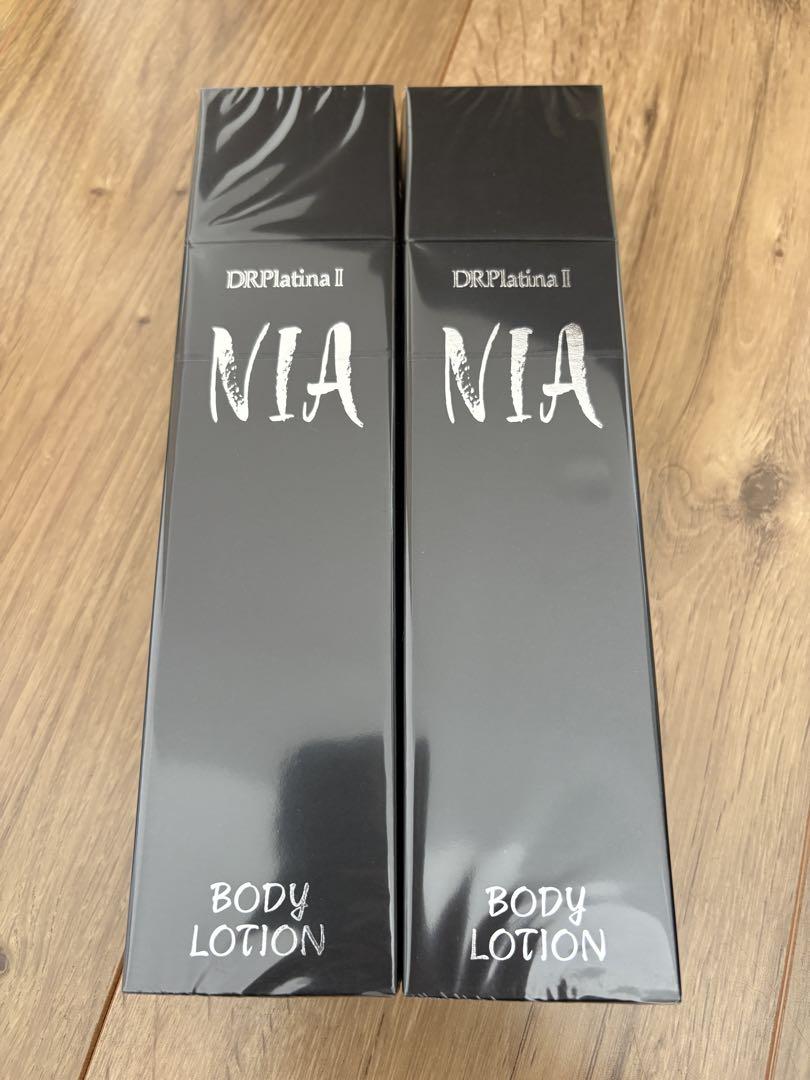 DRPlatina Ⅱ
NIA
BODY
LOTION
DRPlatina Ⅱ
NIA
BODY
LOTION